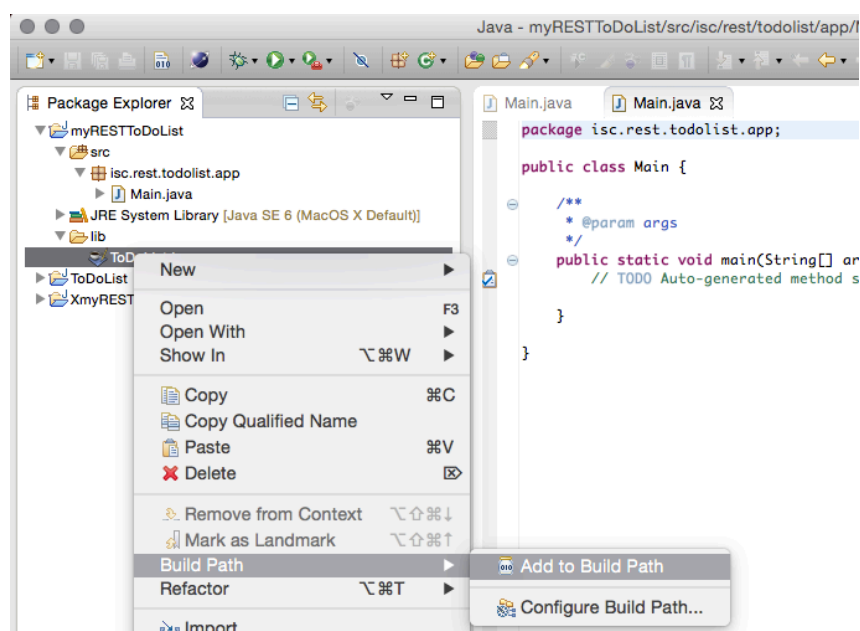 Java - myRESTToDoList/src/isc/rest/todolist/app/
Package Explorer
Main.java
Main.java
myRESTToDoList
src
isc.rest.todolist.app
Main.java
JRE System Library [Java SE 6 (MacOS X Default)]
lib
ToDoList
XmyREST
package isc.rest.todolist.app;
public class Main {
/**
* @param args
*/
public static void main(String[] ar
// TODO Auto-generated method s
}
}
New
Open F3
Open With
Show In ⌥⌘W
Copy ⌘C
Copy Qualified Name
Paste ⌘V
Delete ⌦
Remove from Context ⌥⇧⌘↓
Mark as Landmark ⌥⇧⌘↑
Build Path
Refactor ⌥⌘T
Import
Add to Build Path
Configure Build Path...